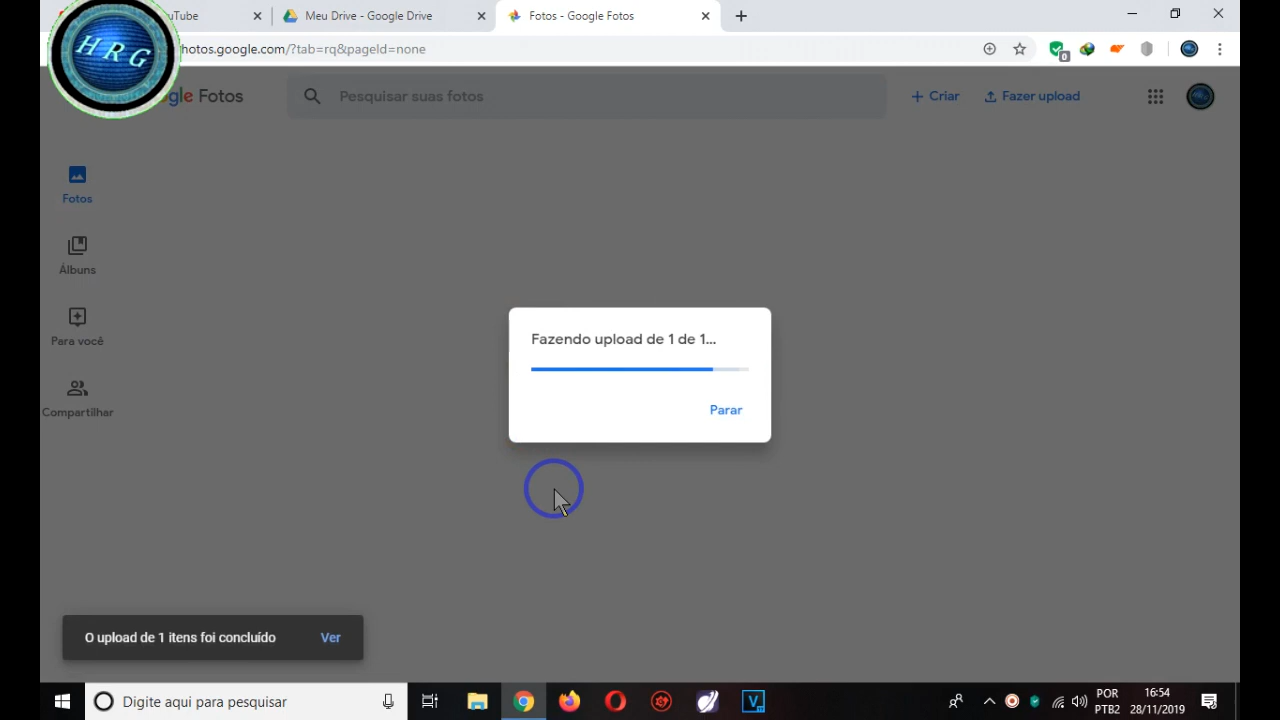 uTube
Meu Drive - Google Drive
Fotos - Google Fotos
hotos.google.com/?tab=rq&pageId=none
HRG
gle Fotos
Pesquisar suas fotos
Criar
Fazer upload
Fotos
Álbuns
Para você
Compartilhar
Fazendo upload de 1 de 1...
Parar
O upload de 1 itens foi concluído
Ver
Digite aqui para pesquisar
0
V
POR
PTB2
16:54
28/11/2019